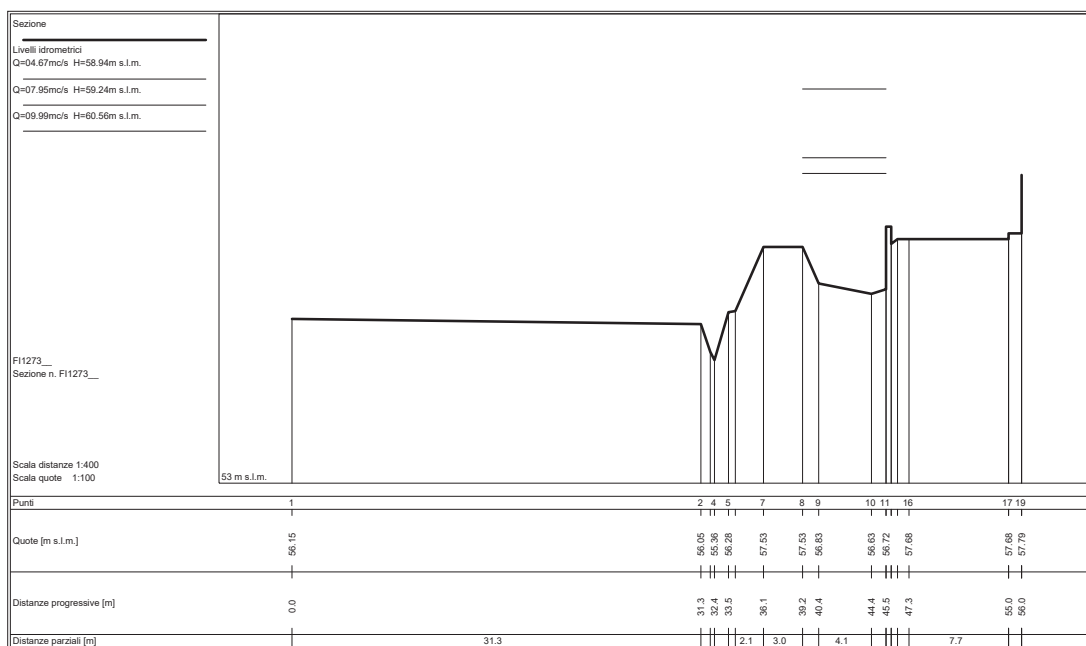 Sezione
Livelli idrometrici
Q=04.67mc/s H=58.94m s.l.m.
Q=07.95mc/s H=59.24m s.l.m.
Q=09.99mc/s H=60.56m s.l.m.
FI1273__
Sezione n. FI1273__
Scala distanze 1:400
Scala quote 1:100
53 m s.l.m.
Punti 1 2 4 5 7 8 9 10 11 16 17 19
Quote [m s.l.m.] 56.15 56.05 55.36 56.28 57.53 57.53 56.83 56.63 56.72 57.68 57.68 57.79
Distanze progressive [m] 0.0 31.3 32.4 33.5 36.1 39.2 40.4 44.4 45.5 47.3 55.0 56.0
Distanze parziali [m] 31.3 2.1 3.0 4.1 7.7